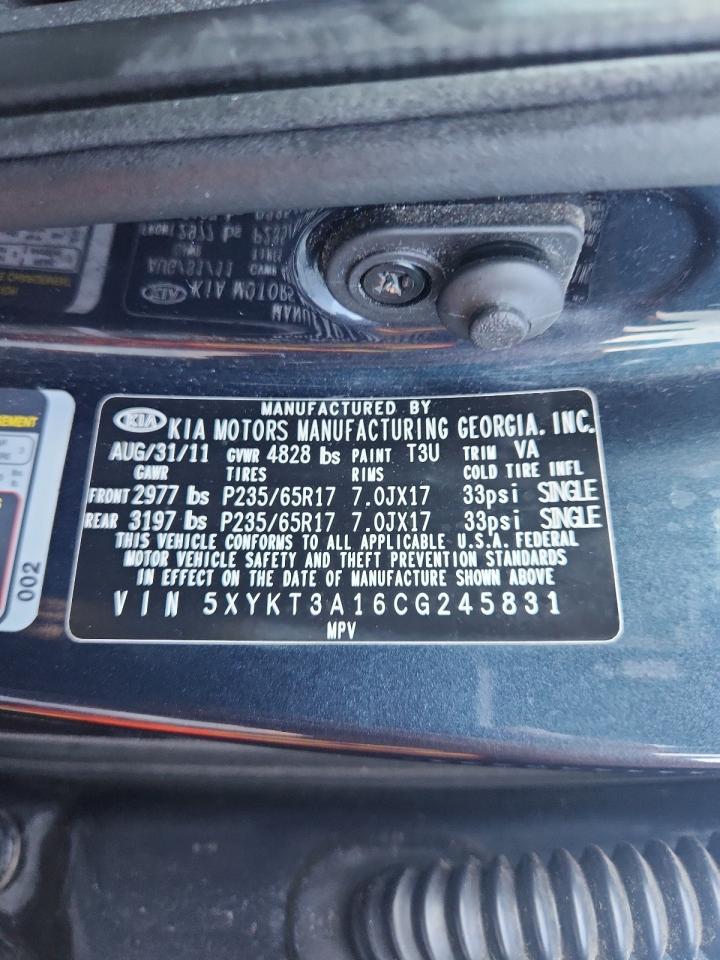 MANUFACTURED BY
KIA KIA MOTORS MANUFACTURING GEORGIA, INC.
AUG/31/11 GVWR 4828 lbs PAINT T3U TRIM VA
GAWR TIRES RIMS COLD TIRE INFL
FRONT 2977 lbs P235/65R17 7.0JX17 33psi SINGLE
REAR 3197 lbs P235/65R17 7.0JX17 33psi SINGLE
THIS VEHICLE CONFORMS TO ALL APPLICABLE U.S.A. FEDERAL
MOTOR VEHICLE SAFETY AND THEFT PREVENTION STANDARDS
IN EFFECT ON THE DATE OF MANUFACTURE SHOWN ABOVE
VIN 5XYKT3A16CG245831
MPV
002